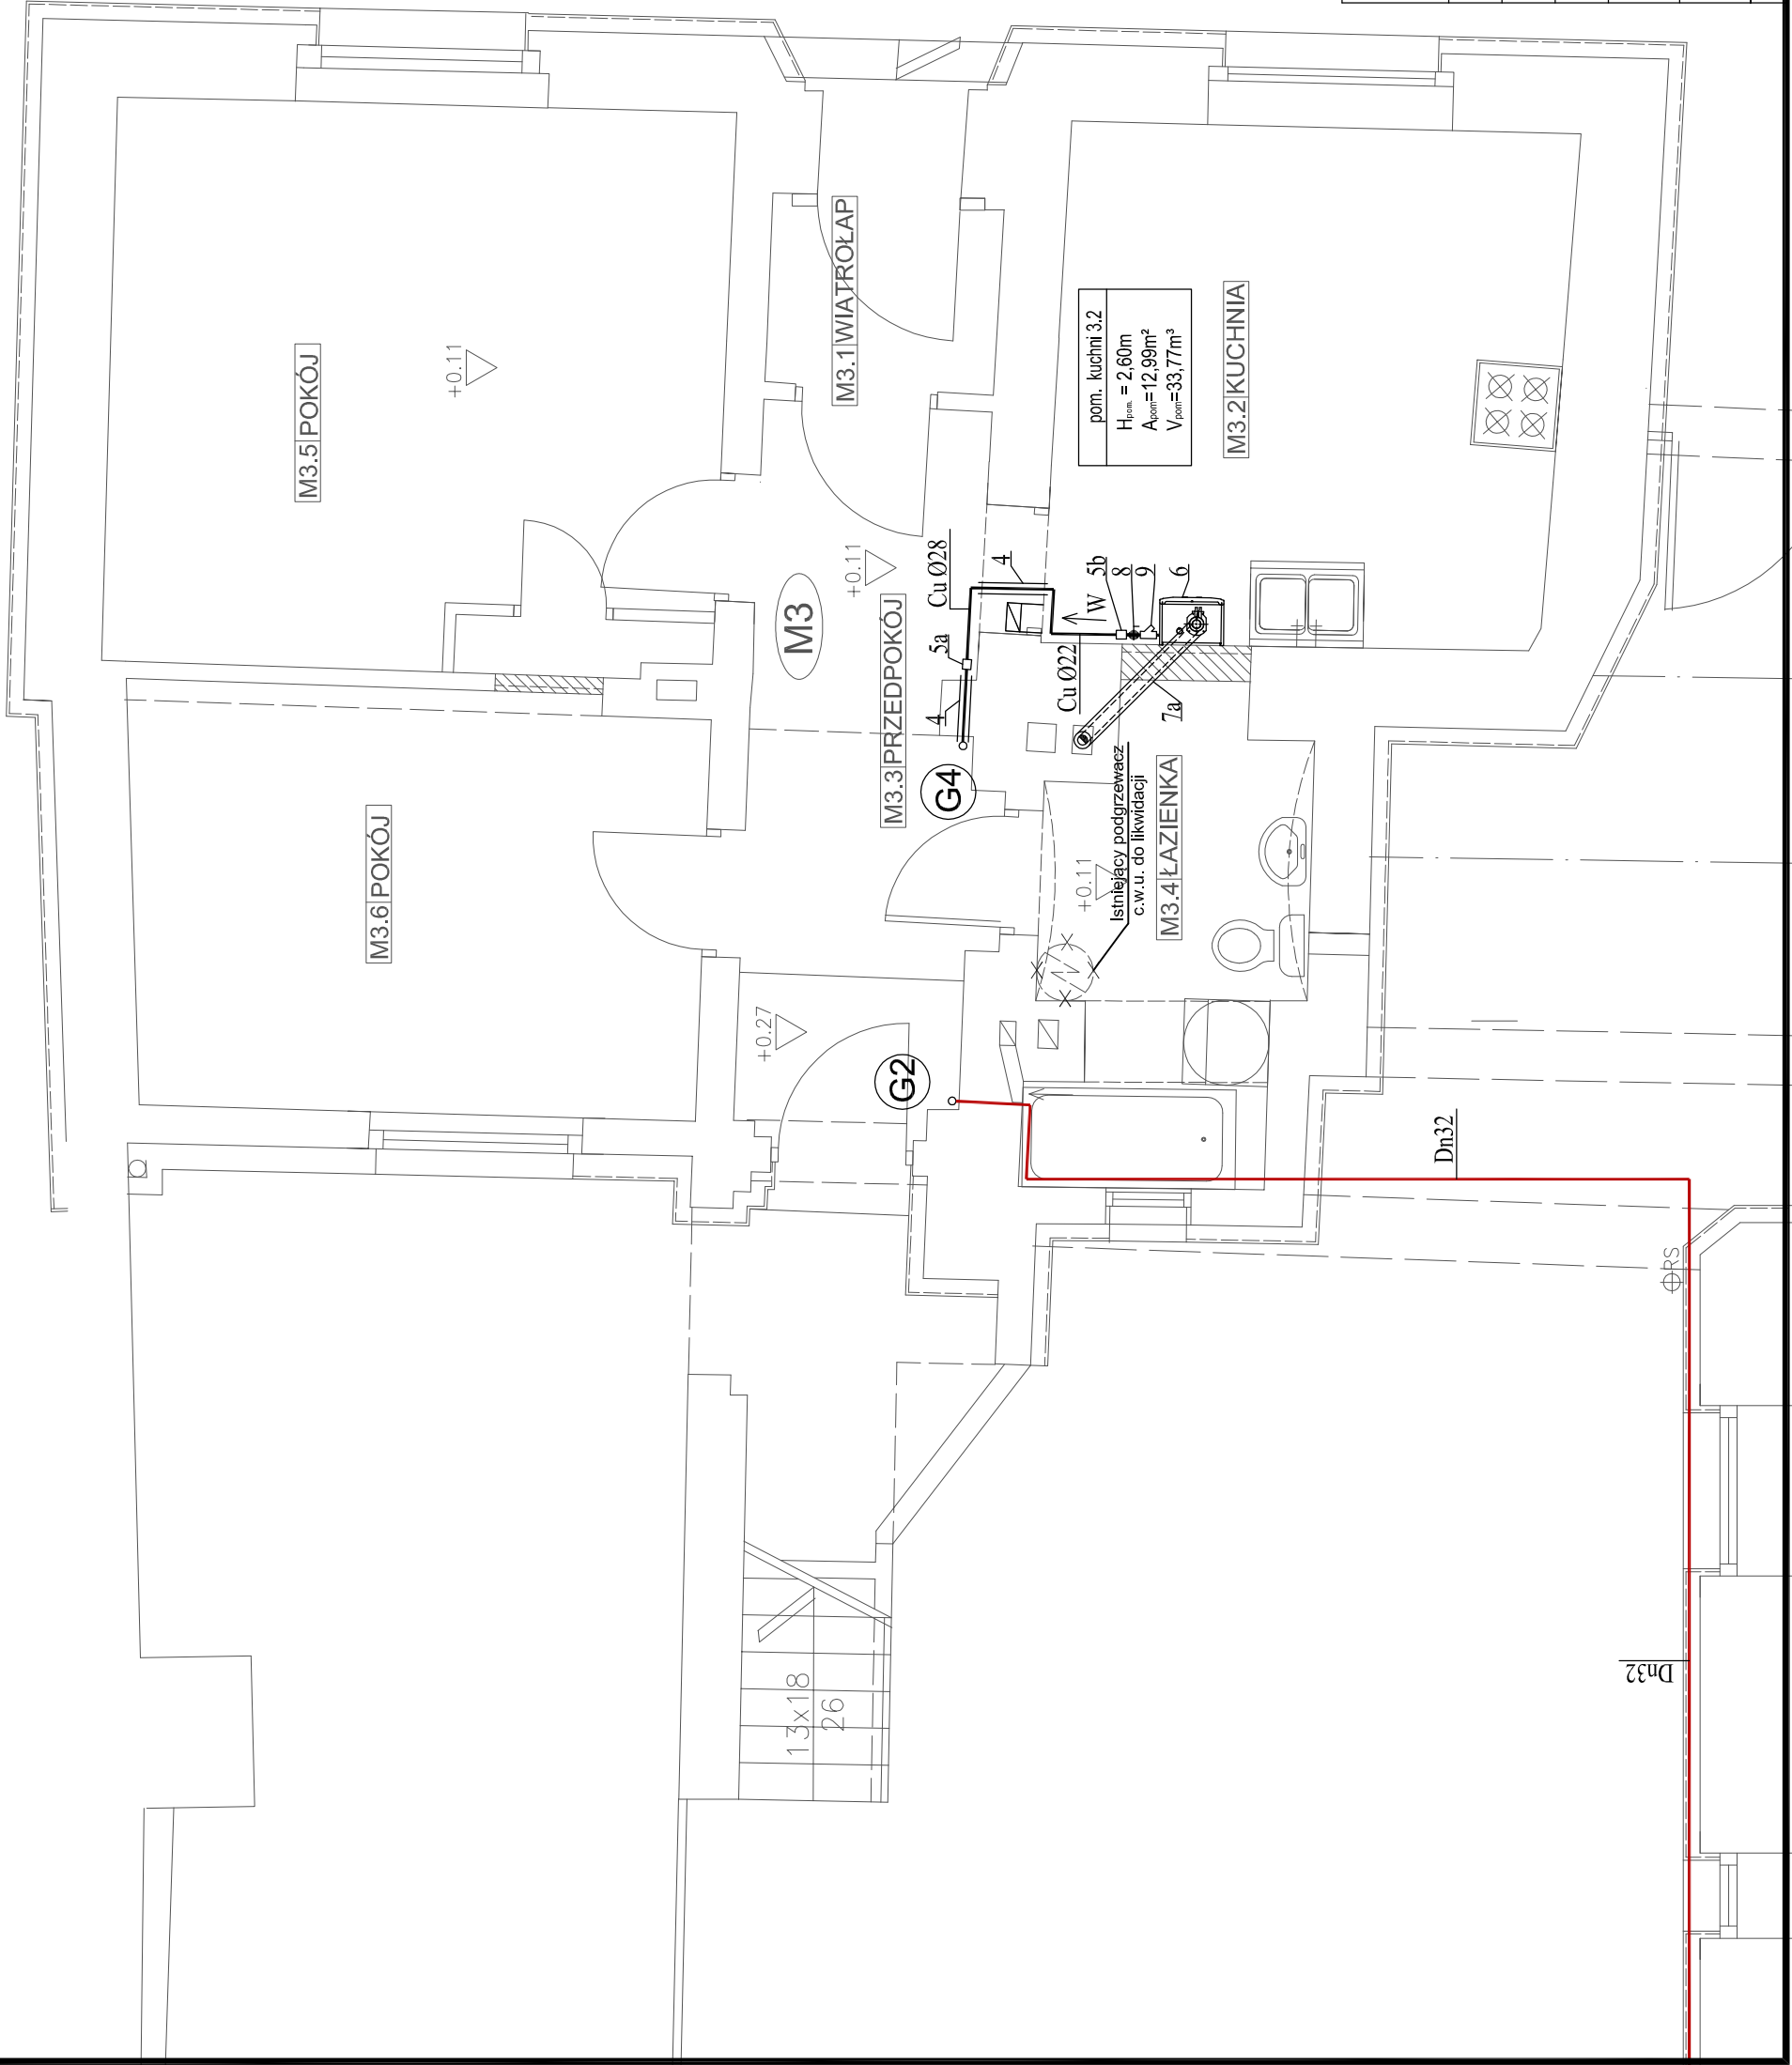 M3.5 POKÓJ
+0.11
M3.1 WIATROŁAP
pom. kuchni 3.2
Hpom. = 2,60m
Apom=12,99m²
Vpom=33,77m³
M3.2 KUCHNIA
M3
+0.11
Cu Ø28
4
5a
4
W
5b
8
9
6
Cu Ø22
7a
M3.3 PRZEDPOKÓJ
G4
M3.6 POKÓJ
+0.11
Istniejący podgrzewacz
c.w.u. do likwidacji
M3.4 ŁAZIENKA
+0.27
G2
Dn32
RS
13x18
26
Dn32